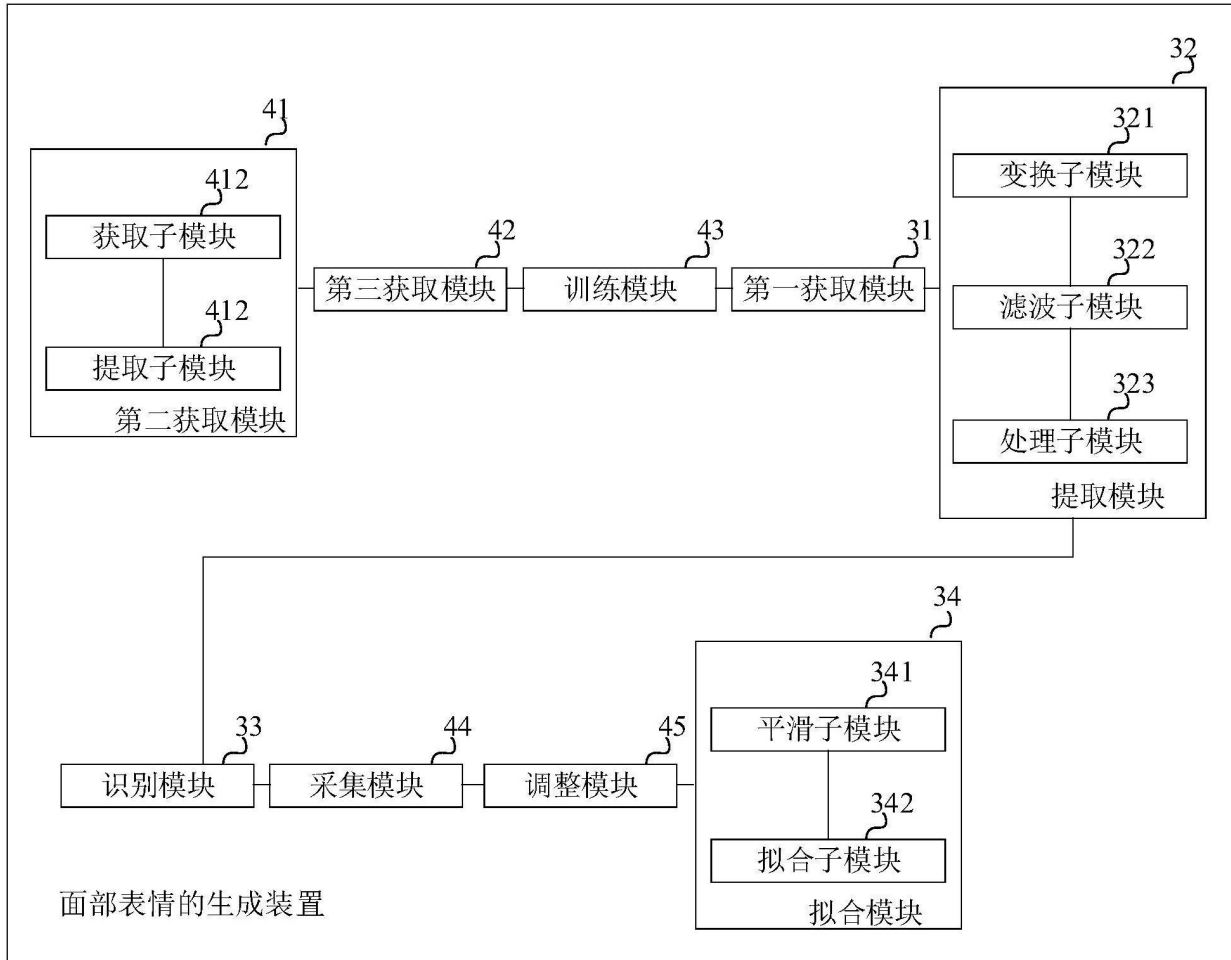 32
41
321
变换子模块
412
获取子模块
42
43
31
322
第三获取模块
训练模块
第一获取模块
滤波子模块
412
提取子模块
第二获取模块
323
处理子模块
提取模块
34
341
平滑子模块
33
44
45
识别模块
采集模块
调整模块
342
拟合子模块
拟合模块
面部表情的生成装置